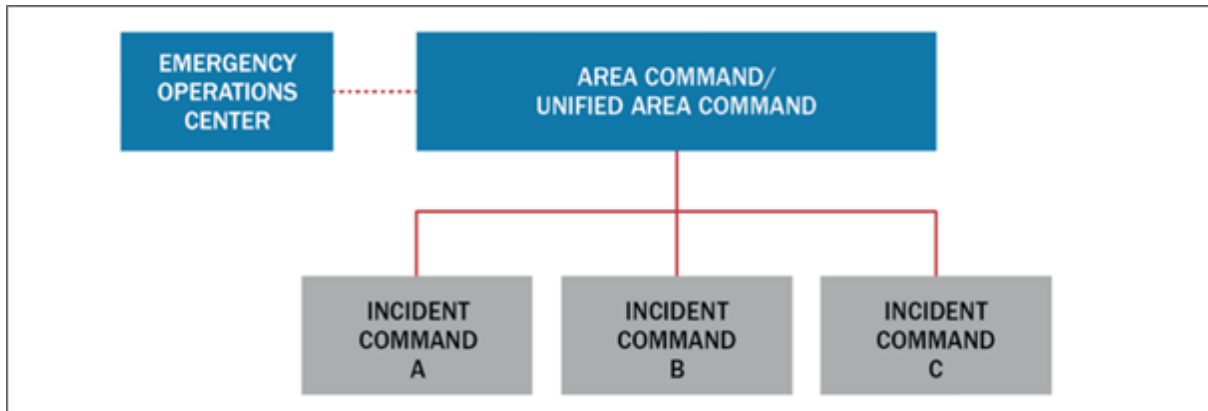 EMERGENCY
OPERATIONS
CENTER
AREA COMMAND/
UNIFIED AREA COMMAND
INCIDENT
COMMAND
A
INCIDENT
COMMAND
B
INCIDENT
COMMAND
C